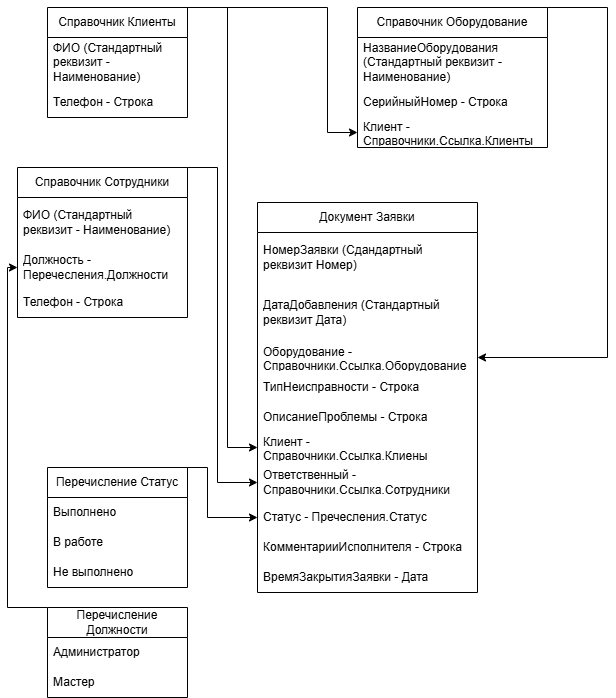 Справочник Клиенты
ФИО (Стандартный
реквизит -
Наименование)
Телефон - Строка
Справочник Оборудование
НазваниеОборудования
(Стандартный реквизит -
Наименование)
СерийныйНомер - Строка
Клиент -
Справочники.Ссылка.Клиенты
Справочник Сотрудники
ФИО (Стандартный
реквизит - Наименование)
Должность -
Перечесления.Должности
Телефон - Строка
Документ Заявки
НомерЗаявки (Сдандартный
реквизит Номер)
ДатаДобавления (Стандартный
реквизит Дата)
Оборудование -
Справочники.Ссылка.Оборудование
ТипНеисправности - Строка
ОписаниеПроблемы - Строка
Клиент -
Справочники.Ссылка.Клиены
Ответственный -
Справочники.Ссылка.Сотрудники
Статус - Пречесления.Статус
КомментарииИсполнителя - Строка
ВремяЗакрытияЗаявки - Дата
Перечисление Статус
Выполнено
В работе
Не выполнено
Перечисление
Должности
Администратор
Мастер